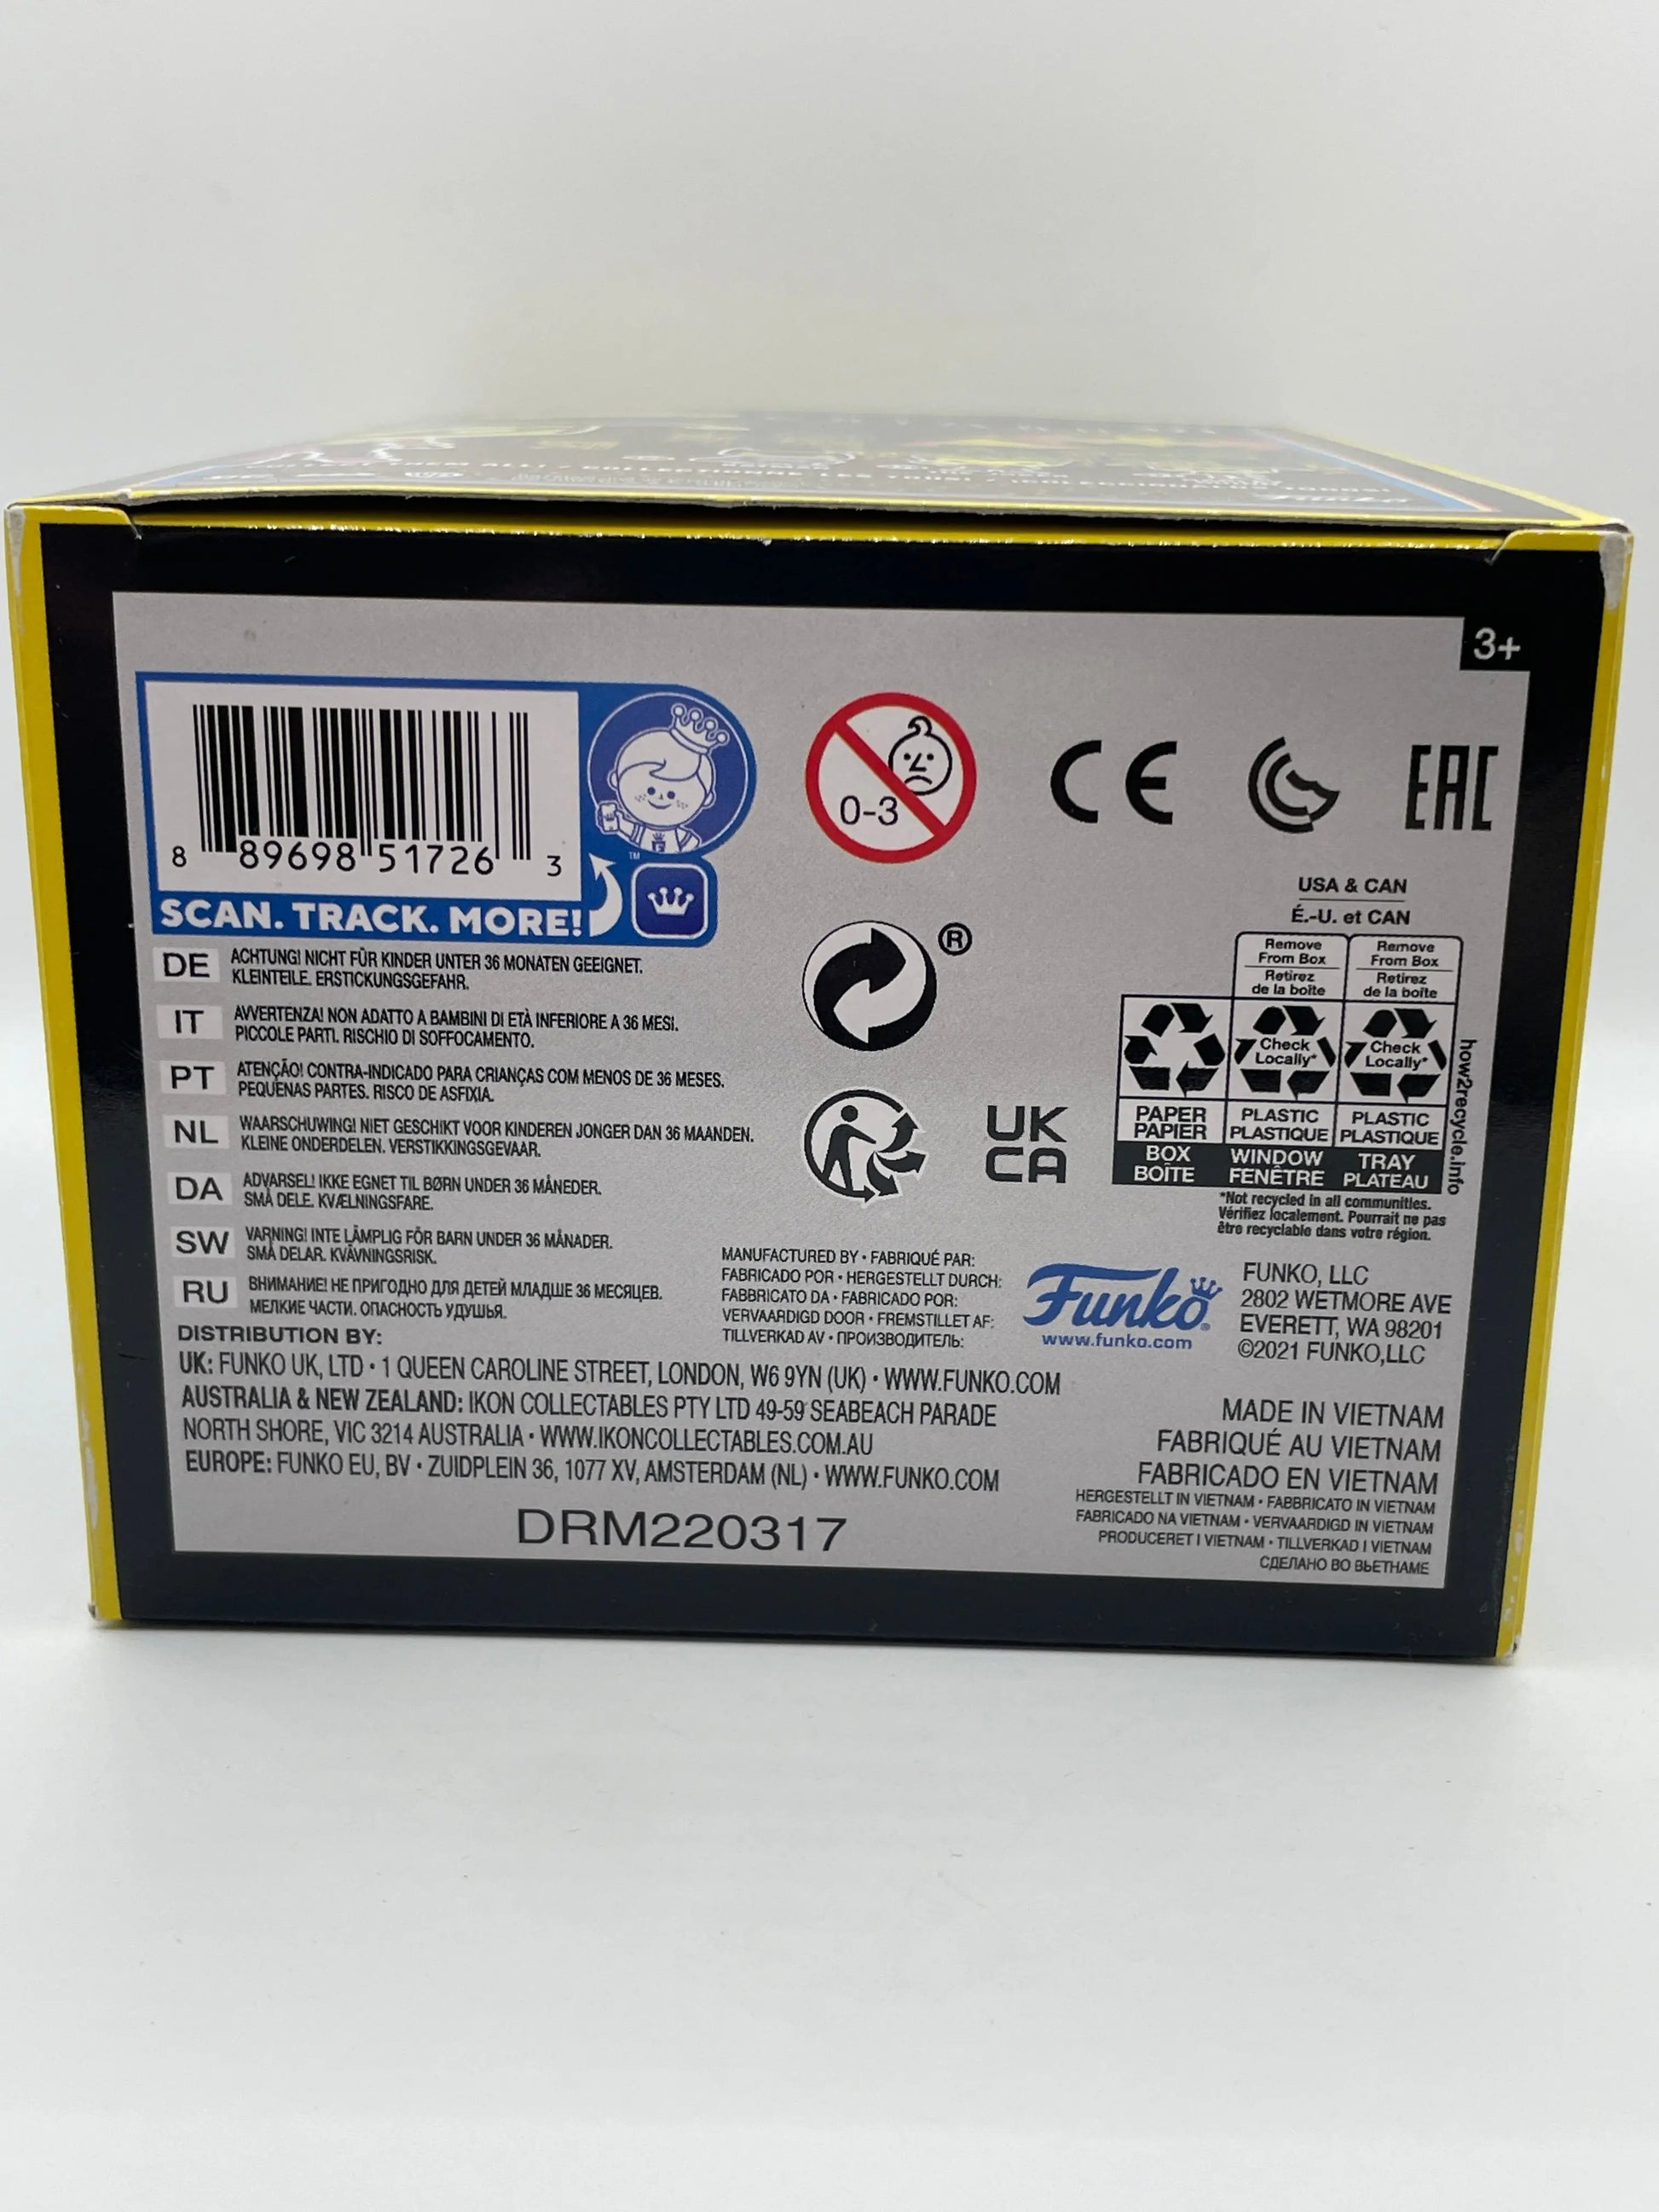 COLLECT THEM ALL! / COLLECTIONNE LES TOUS! / ¡COLECCIÓNALOS TODOS!
3+
8 89698 51726 3
™
SCAN. TRACK. MORE!
0-3
CE
EAC
®
UK
CA
USA & CAN
É.-U. et CAN
Remove From Box
Retirez de la boîte
Remove From Box
Retirez de la boîte
Check Locally*
Check Locally*
PAPER PAPIER
PLASTIC PLASTIQUE
PLASTIC PLASTIQUE
BOX BOÎTE
WINDOW FENÊTRE
TRAY PLATEAU
how2recycle.info
*Not recycled in all communities.
Vérifiez localement. Pourrait ne pas
être recyclable dans votre région.
DE ACHTUNG! NICHT FÜR KINDER UNTER 36 MONATEN GEEIGNET.
KLEINTEILE. ERSTICKUNGSGEFAHR.
IT AVVERTENZA! NON ADATTO A BAMBINI DI ETÀ INFERIORE A 36 MESI.
PICCOLE PARTI. RISCHIO DI SOFFOCAMENTO.
PT ATENÇÃO! CONTRA-INDICADO PARA CRIANÇAS COM MENOS DE 36 MESES.
PEQUENAS PARTES. RISCO DE ASFIXIA.
NL WAARSCHUWING! NIET GESCHIKT VOOR KINDEREN JONGER DAN 36 MAANDEN.
KLEINE ONDERDELEN. VERSTIKKINGSGEVAAR.
DA ADVARSEL! IKKE EGNET TIL BØRN UNDER 36 MÅNEDER.
SMÅ DELE. KVÆLNINGSFARE.
SW VARNING! INTE LÄMPLIG FÖR BARN UNDER 36 MÅNADER.
SMÅ DELAR. KVÄVNINGSRISK.
RU ВНИМАНИЕ! НЕ ПРИГОДНО ДЛЯ ДЕТЕЙ МЛАДШЕ 36 МЕСЯЦЕВ.
МЕЛКИЕ ЧАСТИ. ОПАСНОСТЬ УДУШЬЯ.
MANUFACTURED BY • FABRIQUÉ PAR:
FABRICADO POR • HERGESTELLT DURCH:
FABBRICATO DA • FABRICADO POR:
VERVAARDIGD DOOR • FREMSTILLET AF:
TILLVERKAD AV • ПРОИЗВОДИТЕЛЬ:
Funko®
www.funko.com
FUNKO, LLC
2802 WETMORE AVE
EVERETT, WA 98201
©2021 FUNKO,LLC
DISTRIBUTION BY:
UK: FUNKO UK, LTD • 1 QUEEN CAROLINE STREET, LONDON, W6 9YN (UK) • WWW.FUNKO.COM
AUSTRALIA & NEW ZEALAND: IKON COLLECTABLES PTY LTD 49-59 SEABEACH PARADE
NORTH SHORE, VIC 3214 AUSTRALIA • WWW.IKONCOLLECTABLES.COM.AU
EUROPE: FUNKO EU, BV • ZUIDPLEIN 36, 1077 XV, AMSTERDAM (NL) • WWW.FUNKO.COM
DRM220317
MADE IN VIETNAM
FABRIQUÉ AU VIETNAM
FABRICADO EN VIETNAM
HERGESTELLT IN VIETNAM • FABBRICATO IN VIETNAM
FABRICADO NA VIETNAM • VERVAARDIGD IN VIETNAM
PRODUCERET I VIETNAM • TILLVERKAD I VIETNAM
СДЕЛАНО ВО ВЬЕТНАМЕ